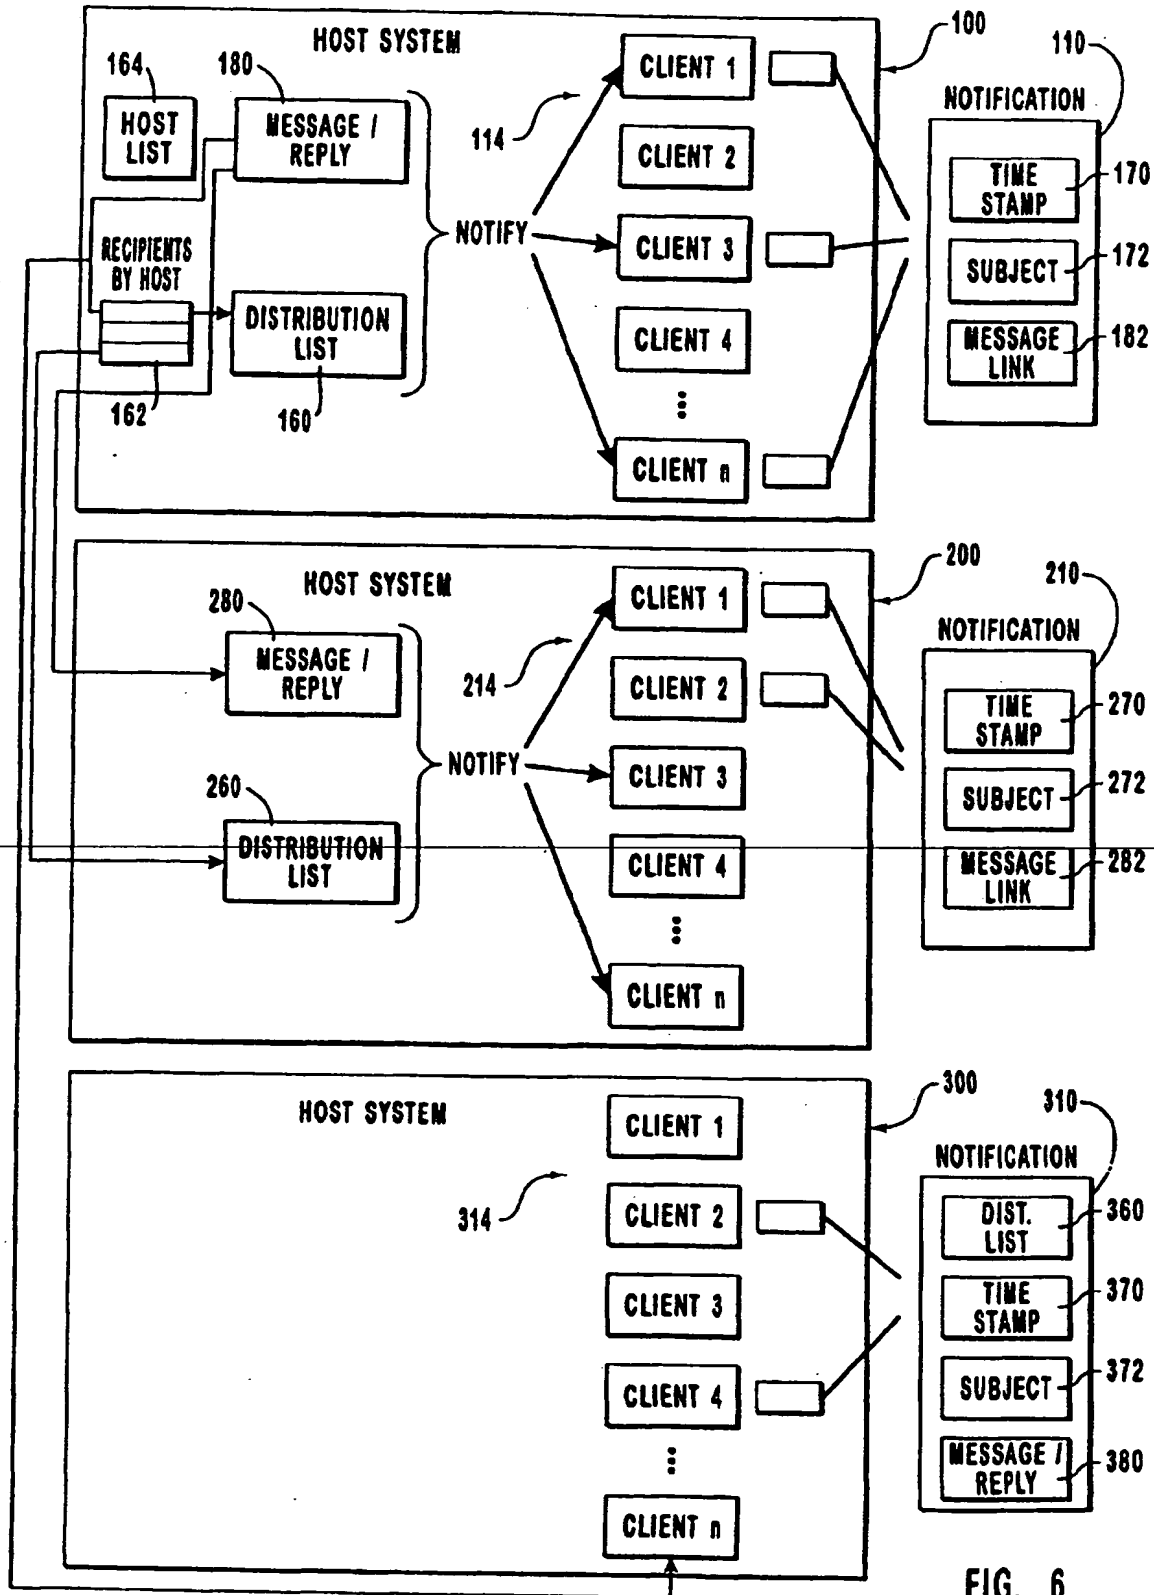 HOST SYSTEM
100
110
164
180
CLIENT 1
NOTIFICATION
HOST
LIST
MESSAGE /
REPLY
114
CLIENT 2
TIME
STAMP
170
RECIPIENTS
BY HOST
NOTIFY
CLIENT 3
SUBJECT
172
DISTRIBUTION
LIST
CLIENT 4
MESSAGE
LINK
182
162
160
...
CLIENT n
HOST SYSTEM
200
210
280
CLIENT 1
NOTIFICATION
MESSAGE /
REPLY
214
CLIENT 2
TIME
STAMP
270
NOTIFY
CLIENT 3
SUBJECT
272
260
DISTRIBUTION
LIST
CLIENT 4
MESSAGE
LINK
282
...
CLIENT n
HOST SYSTEM
300
310
CLIENT 1
NOTIFICATION
314
CLIENT 2
DIST.
LIST
360
CLIENT 3
TIME
STAMP
370
CLIENT 4
SUBJECT
372
...
MESSAGE /
REPLY
380
CLIENT n
FIG. 6